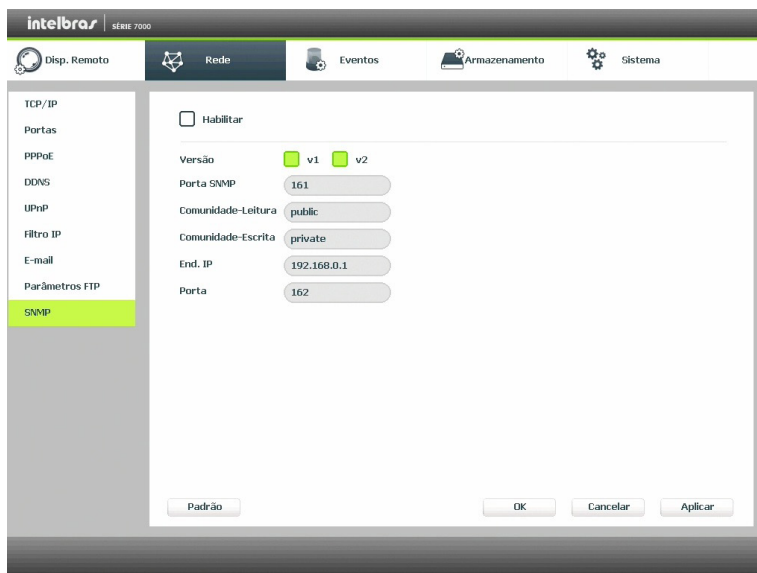 intelbras SÉRIE 7000
Disp. Remoto Rede Eventos Armazenamento Sistema
TCP/IP
Portas
PPPoE
DDNS
UPnP
Filtro IP
E-mail
Parâmetros FTP
SNMP
Habilitar
Versão v1 v2
Porta SNMP 161
Comunidade-Leitura public
Comunidade-Escrita private
End. IP 192.168.0.1
Porta 162
Padrão OK Cancelar Aplicar